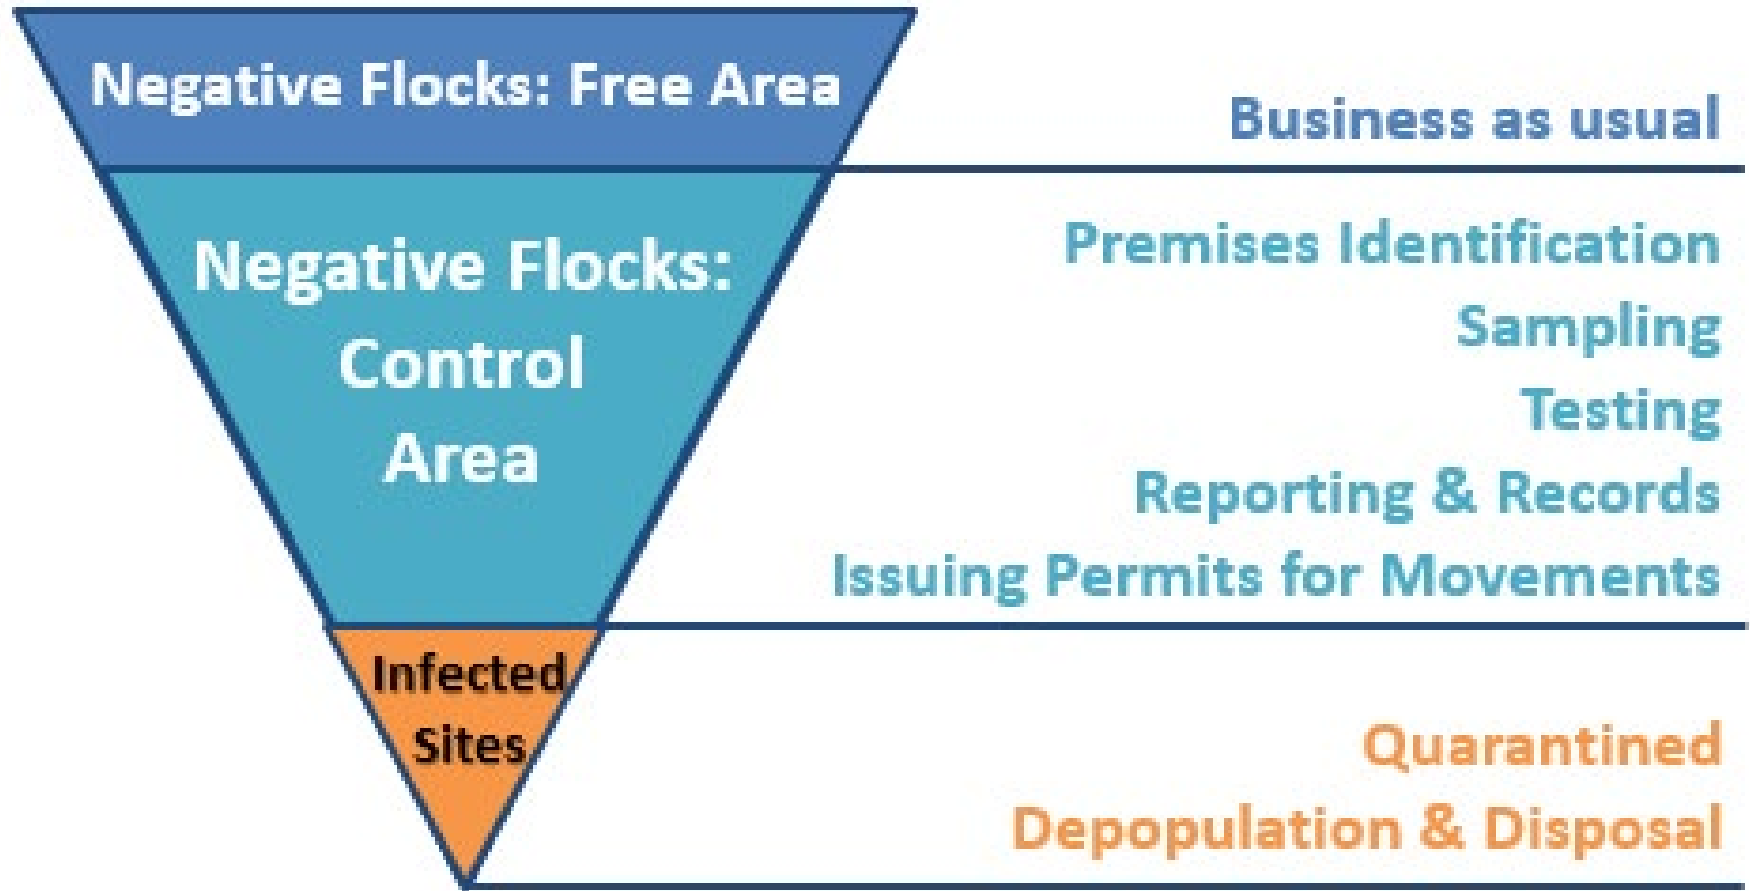 Negative Flocks: Free Area
Business as usual
Negative Flocks:
Control
Area
Premises Identification
Sampling
Testing
Reporting & Records
Issuing Permits for Movements
Infected
Sites
Quarantined
Depopulation & Disposal